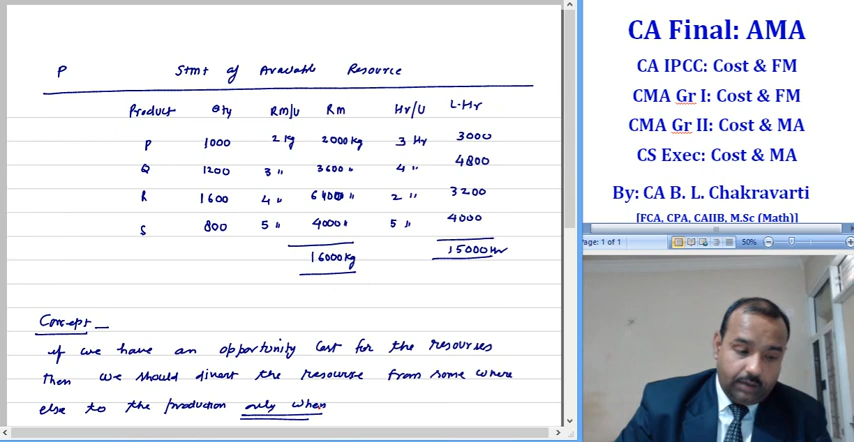 P Stmt of Available Resource
Product Qty Rm/U Rm Hr/U L.Hr
P 1000 2 Kg 2000 Kg 3 Hr 3000
Q 1200 3 " 3600 " 4 " 4800
R 1600 4 " 6400 " 2 " 3200
S 800 5 " 4000 " 5 " 4000
16000 Kg 15000 Hr
Concept -
if we have an opportunity cost for the resourses
then we should divert the resourse from some where
else to the production only when
CA Final: AMA
CA IPCC: Cost & FM
CMA Gr I: Cost & FM
CMA Gr II: Cost & MA
CS Exec: Cost & MA
By: CA B. L. Chakravarti
[FCA, CPA, CAIIB, M.Sc (Math)]
age: 1 of 1
50%